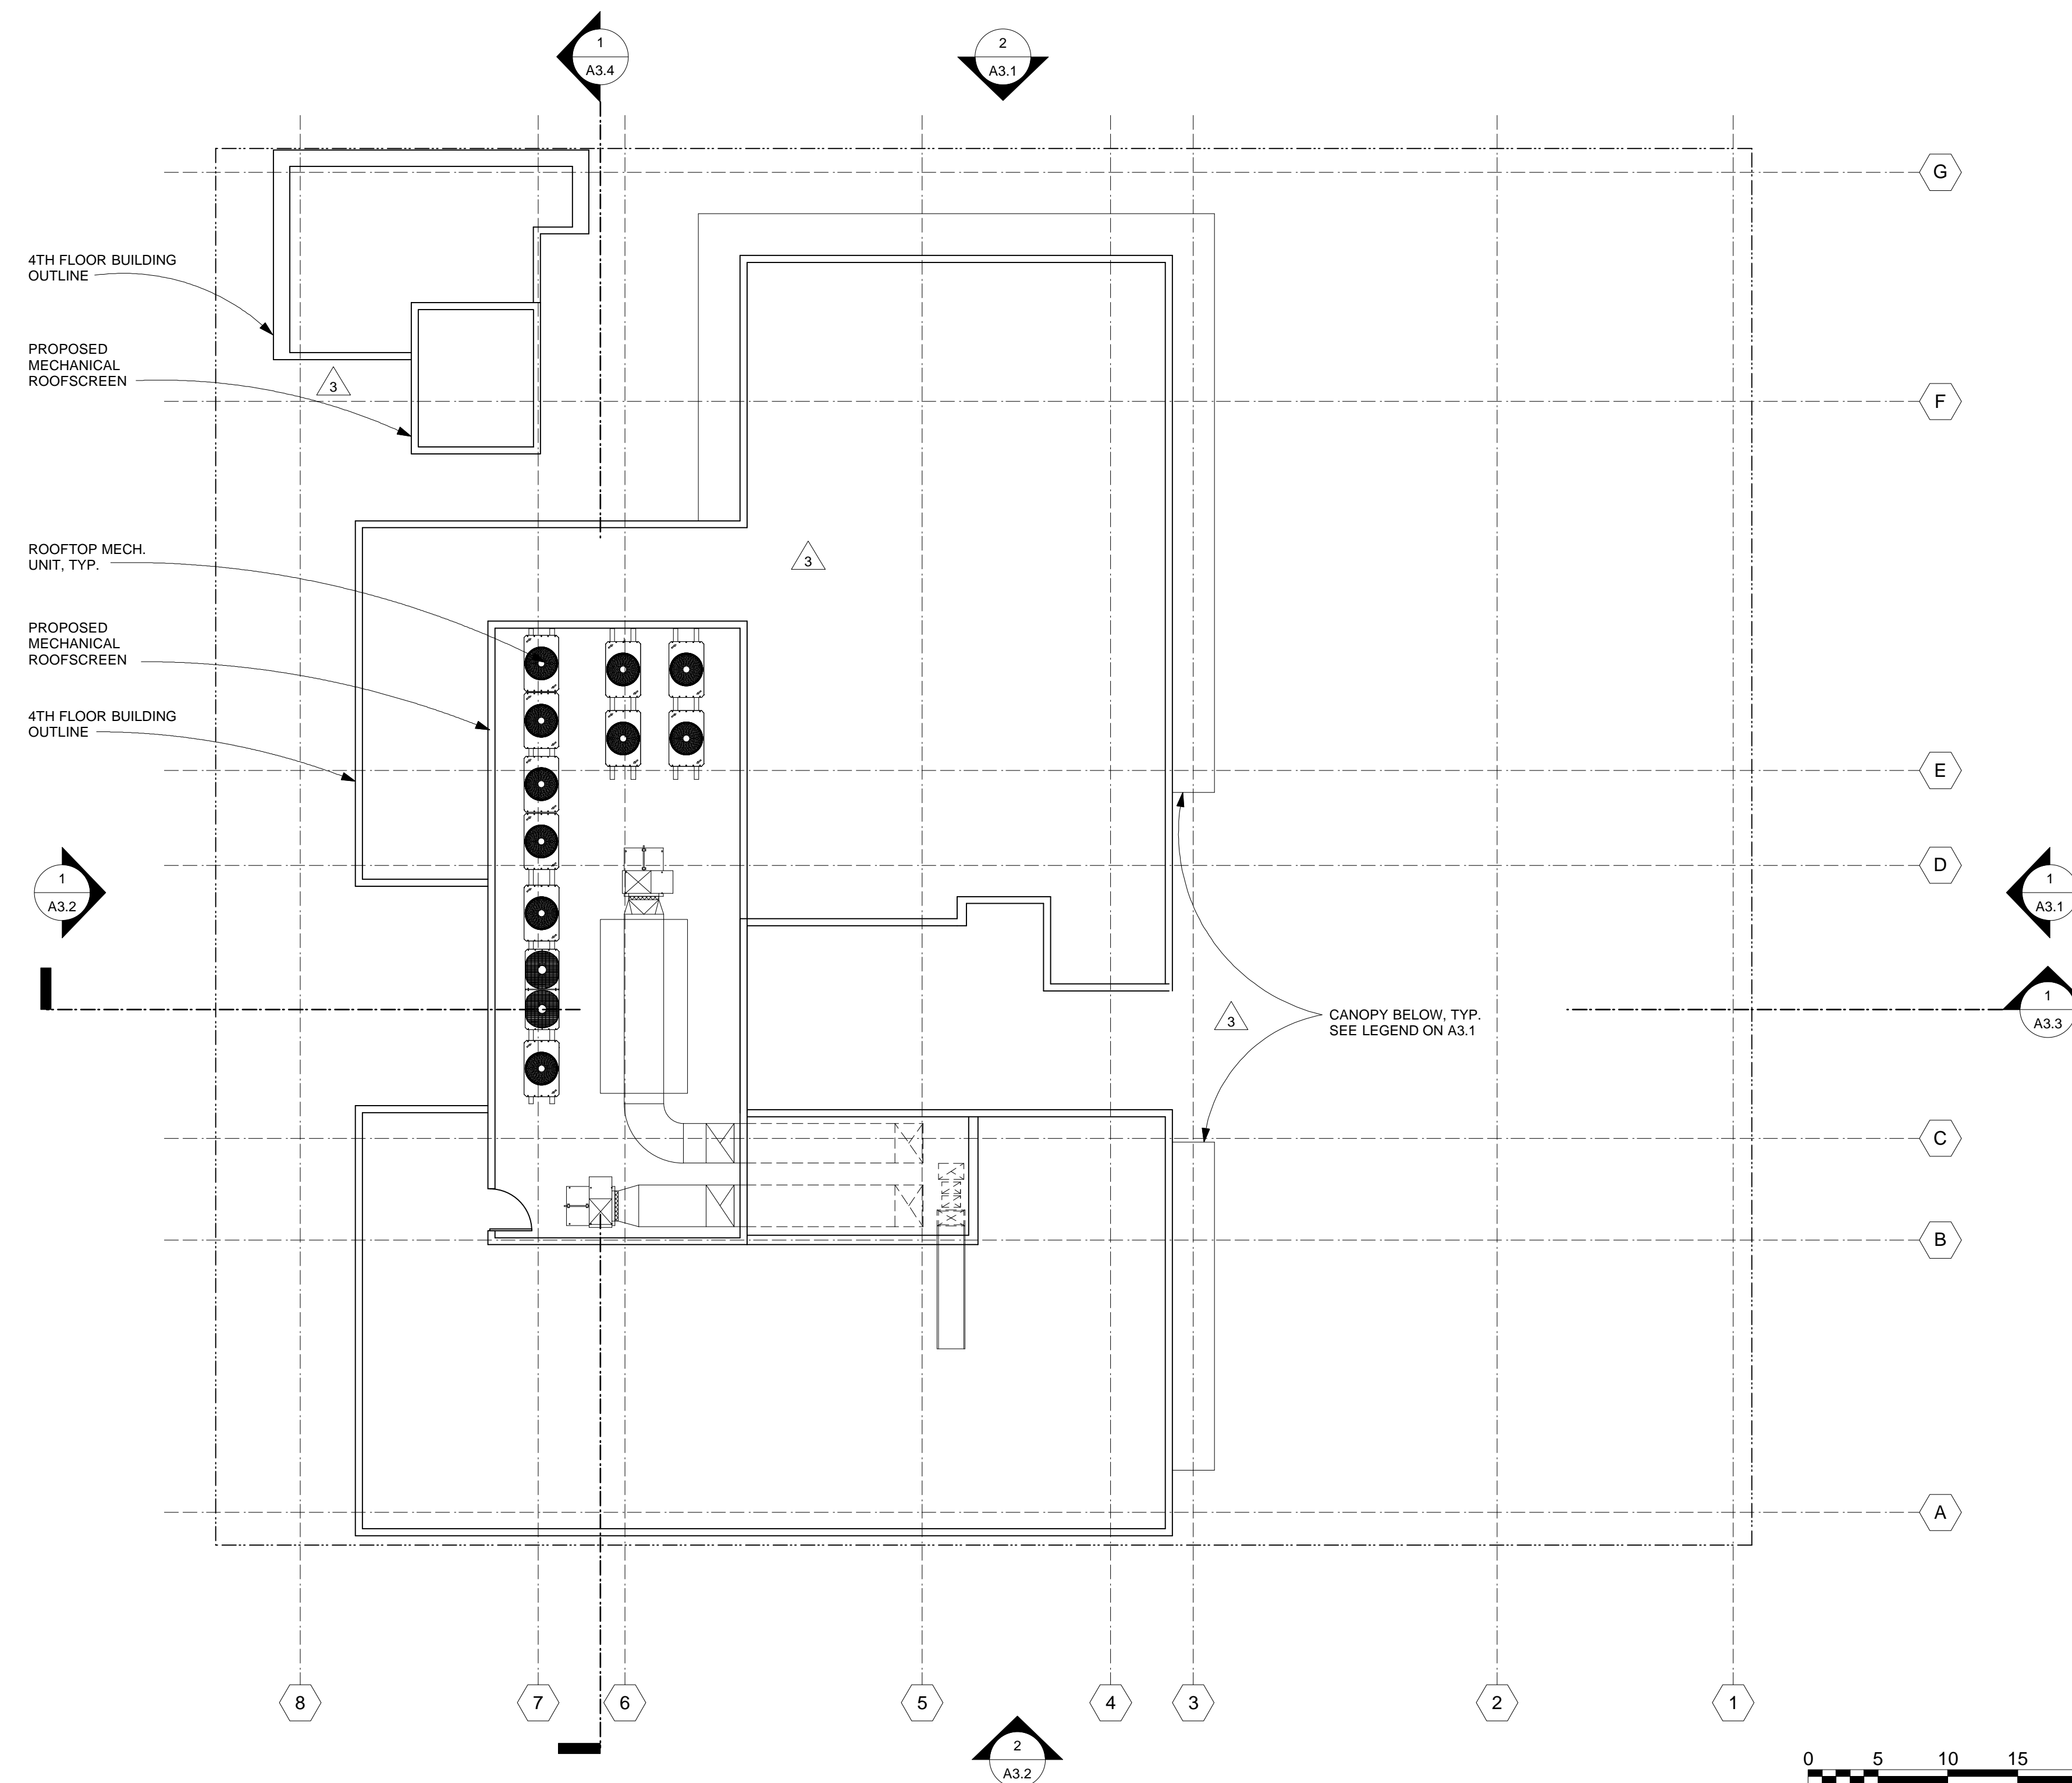 1
A3.4
2
A3.1
G
4TH FLOOR BUILDING
OUTLINE
PROPOSED
MECHANICAL
ROOFSCREEN
3
F
ROOFTOP MECH.
UNIT, TYP.
3
PROPOSED
MECHANICAL
ROOFSCREEN
4TH FLOOR BUILDING
OUTLINE
E
D
1
A3.2
1
A3.1
3
CANOPY BELOW, TYP.
SEE LEGEND ON A3.1
1
A3.3
C
B
A
8 7 6 5 4 3 2 1
2
A3.2
0 5 10 15